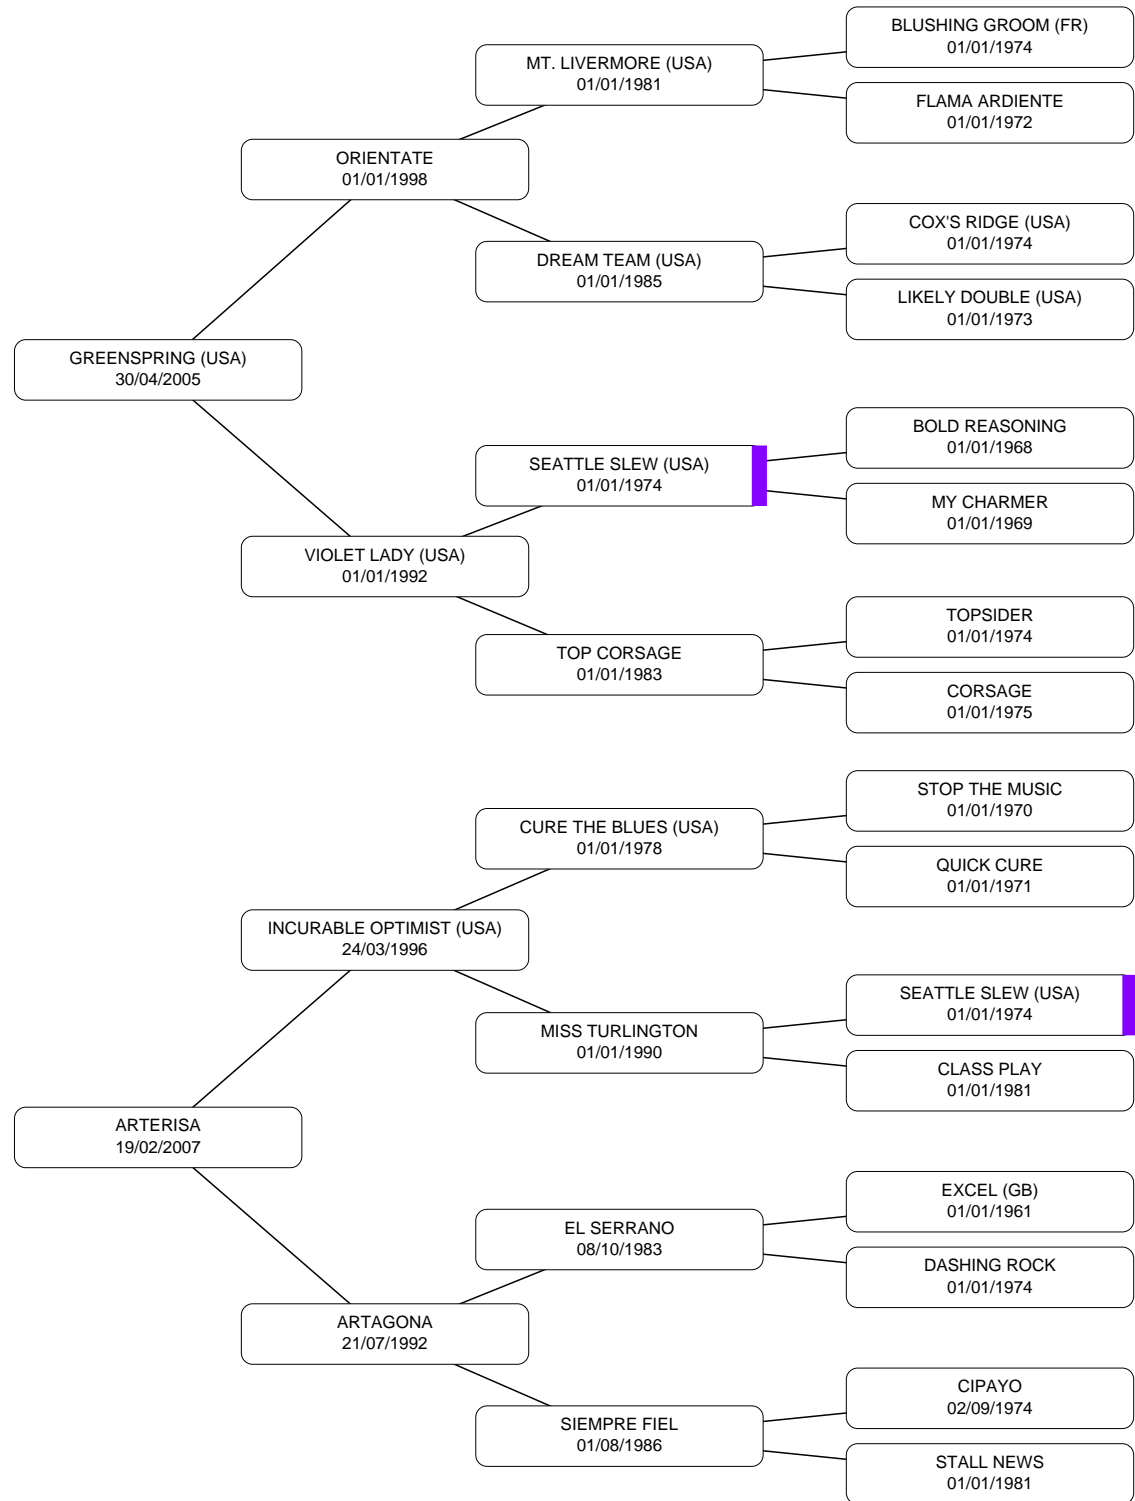 BLUSHING GROOM (FR)
01/01/1974
MT. LIVERMORE (USA)
01/01/1981
FLAMA ARDIENTE
01/01/1972
ORIENTATE
01/01/1998
COX'S RIDGE (USA)
01/01/1974
DREAM TEAM (USA)
01/01/1985
LIKELY DOUBLE (USA)
01/01/1973
GREENSPRING (USA)
30/04/2005
BOLD REASONING
01/01/1968
SEATTLE SLEW (USA)
01/01/1974
MY CHARMER
01/01/1969
VIOLET LADY (USA)
01/01/1992
TOPSIDER
01/01/1974
TOP CORSAGE
01/01/1983
CORSAGE
01/01/1975
STOP THE MUSIC
01/01/1970
CURE THE BLUES (USA)
01/01/1978
QUICK CURE
01/01/1971
INCURABLE OPTIMIST (USA)
24/03/1996
SEATTLE SLEW (USA)
01/01/1974
MISS TURLINGTON
01/01/1990
CLASS PLAY
01/01/1981
ARTERISA
19/02/2007
EXCEL (GB)
01/01/1961
EL SERRANO
08/10/1983
DASHING ROCK
01/01/1974
ARTAGONA
21/07/1992
CIPAYO
02/09/1974
SIEMPRE FIEL
01/08/1986
STALL NEWS
01/01/1981